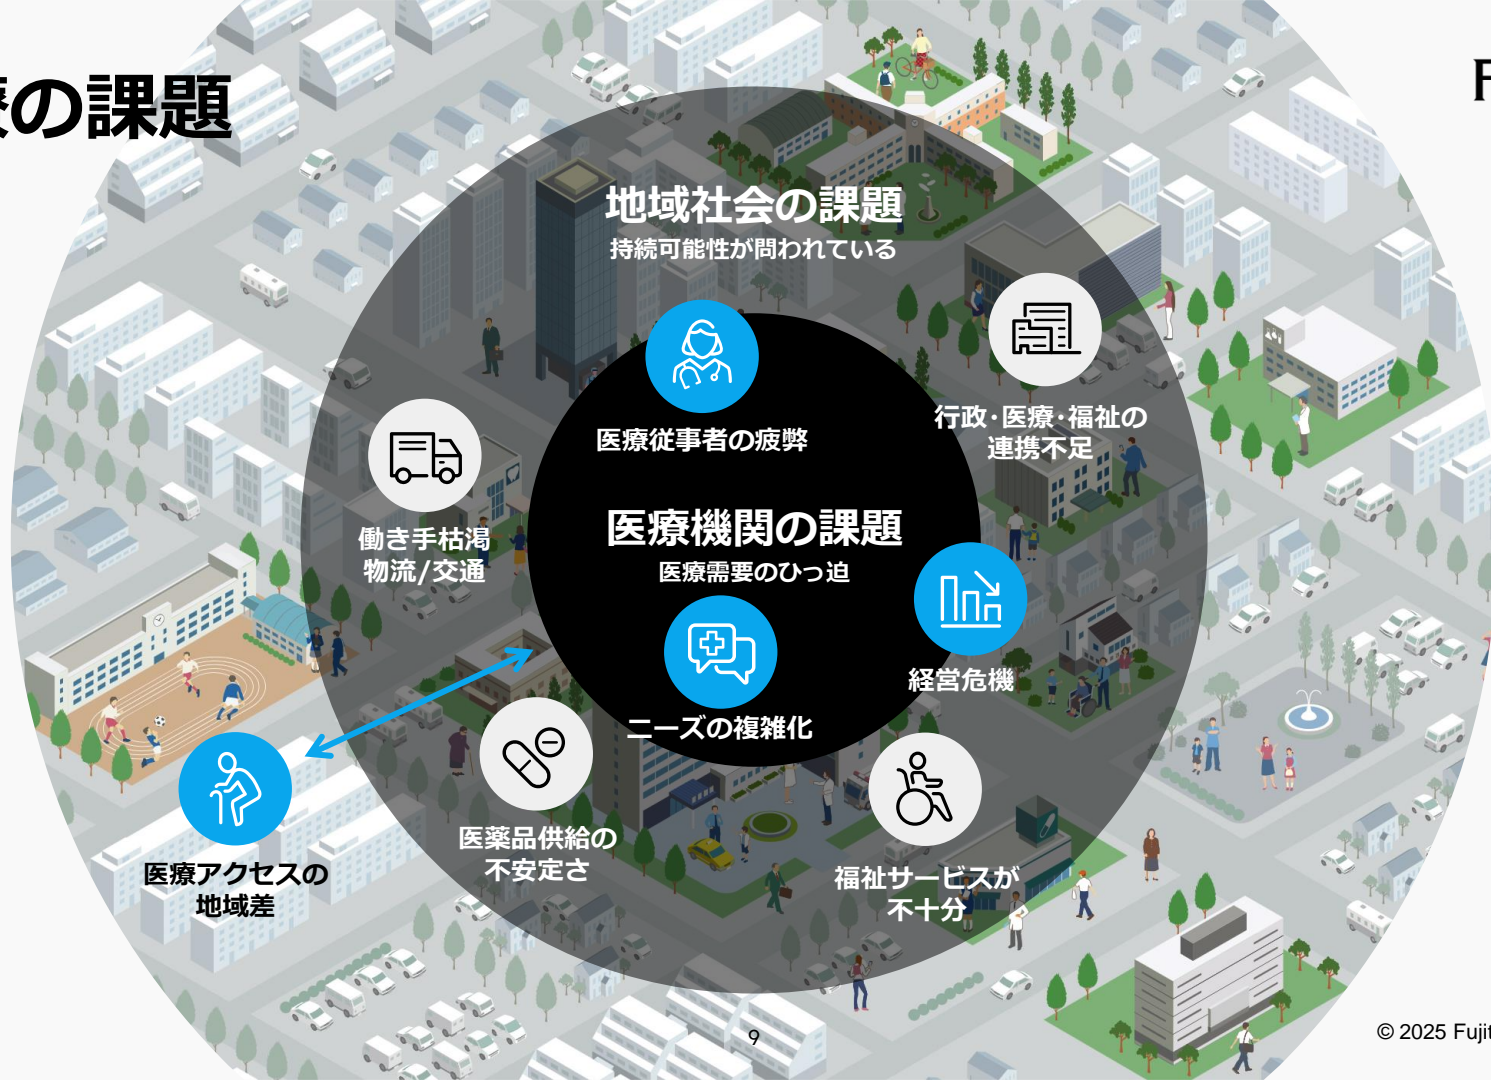 の課題
地域社会の課題
持続可能性が問われている
医療従事者の疲弊
行政・医療・福祉の
連携不足
働き手枯渇
物流/交通
医療機関の課題
医療需要のひっ迫
経営危機
ニーズの複雑化
医薬品供給の
不安定さ
医療アクセスの
地域差
福祉サービスが
不十分
9
© 2025 Fujit